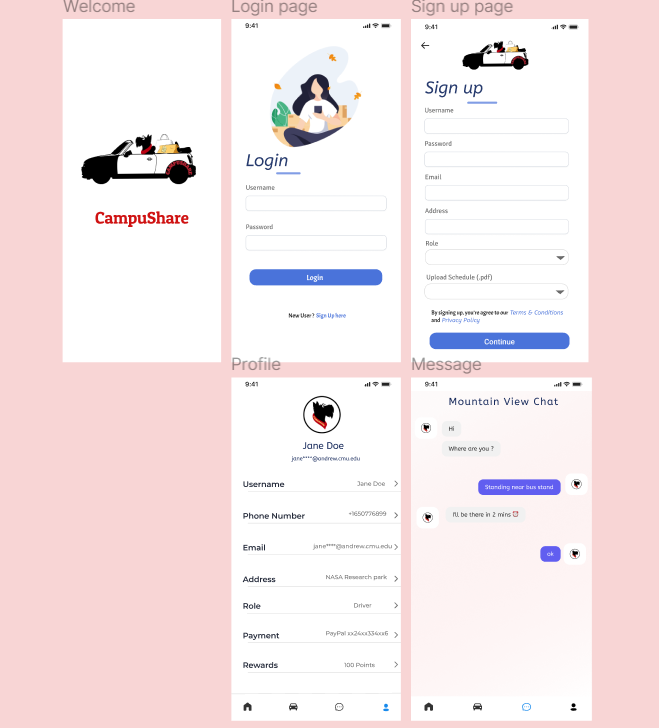 Welcome
Login page
Sign up page
CampuShare
9:41
Login
Username
Password
Login
New User ? Sign Up here
9:41
Sign up
Username
Password
Email
Address
Role
Upload Schedule (.pdf)
By signing up, you're agree to our Terms & Conditions
and Privacy Policy
Continue
Profile
Message
9:41
Jane Doe
jane****@andrew.cmu.edu
Username Jane Doe
Phone Number +1650776899
Email jane****@andrew.cmu.edu
Address NASA Research park
Role Driver
Payment PayPal xx24xx334xx6
Rewards 100 Points
9:41
Mountain View Chat
Hi
Where are you ?
Standing near bus stand
I'll be there in 2 mins ⏰
ok